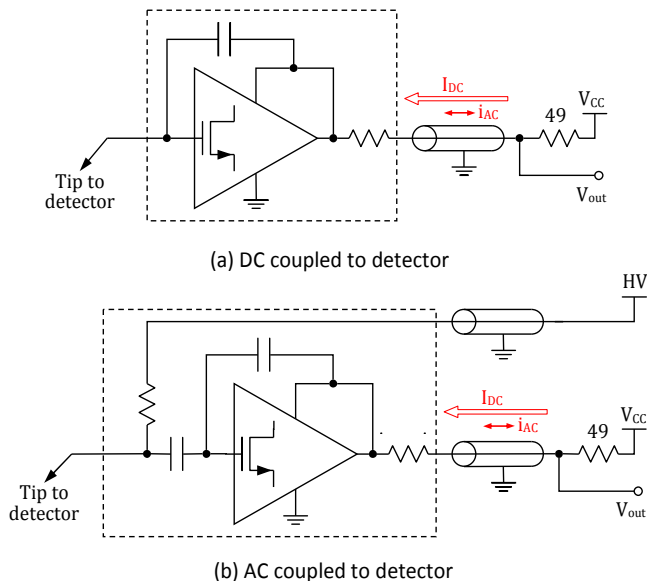 I_DC
i_AC
49
V_CC
Tip to
detector
V_out
(a) DC coupled to detector
HV
I_DC
i_AC
49
V_CC
Tip to
detector
V_out
(b) AC coupled to detector